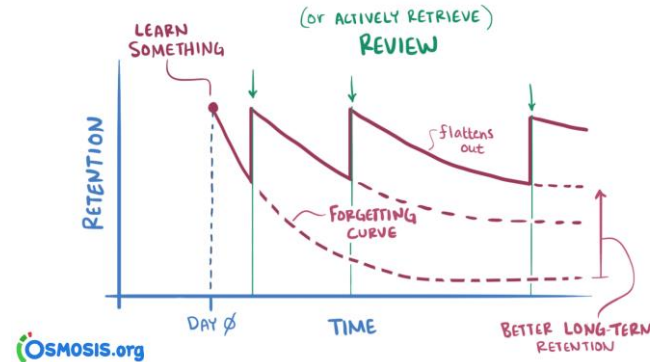 LEARN
SOMETHING
(OR ACTIVELY RETRIEVE)
REVIEW
flattens
out
RETENTION
FORGETTING
CURVE
DAY Ø
TIME
BETTER LONG-TERM
RETENTION
OSMOSIS.org